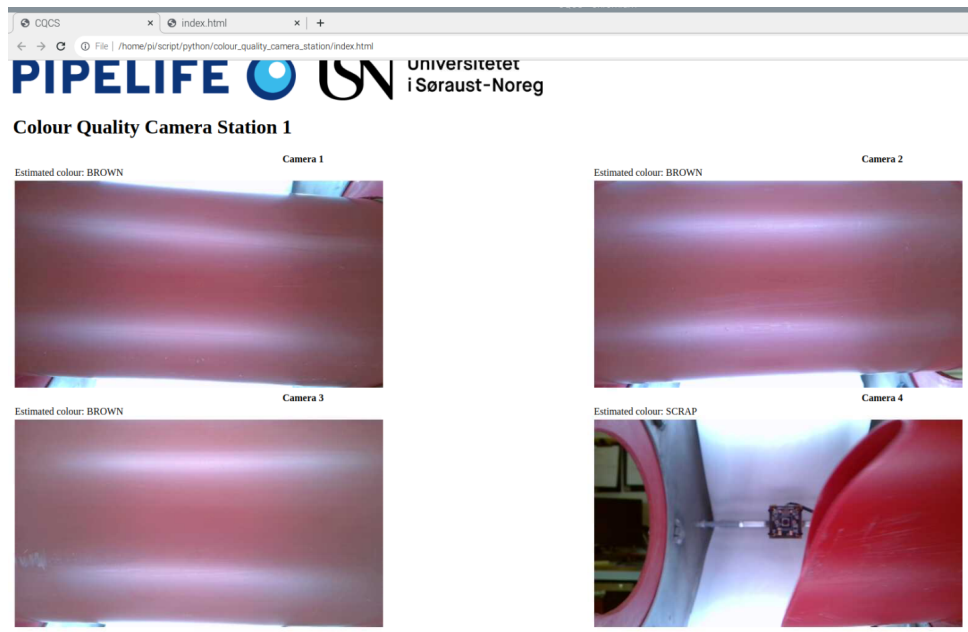 CQCS × index.html × +
File | /home/pi/script/python/colour_quality_camera_station/index.html
PIPELIFE USN Universitetet
i Søraust-Noreg
Colour Quality Camera Station 1
Camera 1 Camera 2
Estimated colour: BROWN Estimated colour: BROWN
Camera 3 Camera 4
Estimated colour: BROWN Estimated colour: SCRAP